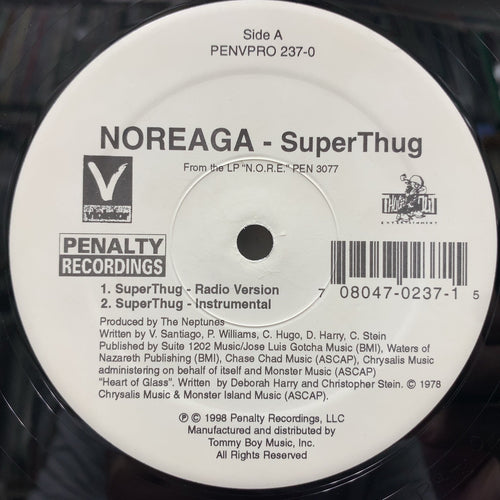 Side A
PENVPRO 237-0
NOREAGA - SuperThug
From the LP "N.O.R.E." PEN 3077
V
VIOLATOR
THUGGED OUT
ENTERTAINMENT
PENALTY
RECORDINGS
1. SuperThug - Radio Version
2. SuperThug - Instrumental
7 08047-0237-1 5
Produced by The Neptunes
Written by V. Santiago, P. Williams, C. Hugo, D. Harry, C. Stein
Published by Suite 1202 Music/Jose Luis Gotcha Music (BMI), Waters of
Nazareth Publishing (BMI), Chase Chad Music (ASCAP), Chrysalis Music
administering on behalf of itself and Monster Music (ASCAP)
"Heart of Glass". Written by Deborah Harry and Christopher Stein. © 1978
Chrysalis Music & Monster Island Music (ASCAP).
℗ © 1998 Penalty Recordings, LLC
Manufactured and distributed by
Tommy Boy Music, Inc.
All Rights Reserved